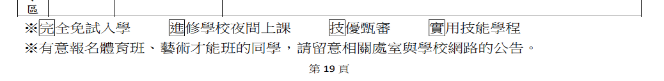 區
※完全免試入學 進修學校夜間上課 技優甄審 實用技能學程
※有意報名體育班、藝術才能班的同學，請留意相關處室與學校網路的公告。
第 19 頁